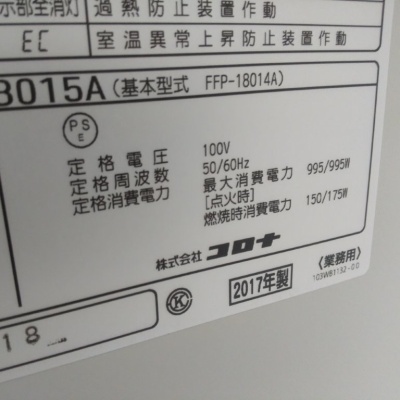 示部全消灯 過熱防止装置作動
EC 室温異常上昇防止装置作動
8015A(基本型式 FFP-18014A)
PS
E
定格電圧 100V
定格周波数 50/60Hz
定格消費電力 最大消費電力 995/995W
[点火時]
燃焼時消費電力 150/175W
株式会社 コロナ
〈業務用〉
103WB1132-00
K 2017年製
18